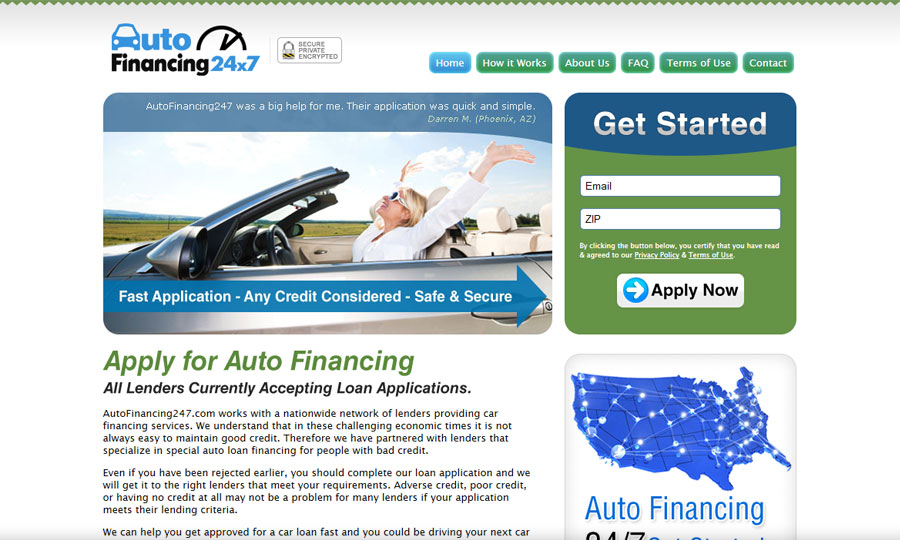 Auto
Financing24x7
SECURE
PRIVATE
ENCRYPTED
Home
How it Works
About Us
FAQ
Terms of Use
Contact
AutoFinancing247 was a big help for me. Their application was quick and simple.
Darren M. (Phoenix, AZ)
Fast Application - Any Credit Considered - Safe & Secure
Get Started
Email
ZIP
By clicking the button below, you certify that you have read
& agreed to our Privacy Policy & Terms of Use.
Apply Now
Apply for Auto Financing
All Lenders Currently Accepting Loan Applications.
AutoFinancing247.com works with a nationwide network of lenders providing car
financing services. We understand that in these challenging economic times it is not
always easy to maintain good credit. Therefore we have partnered with lenders that
specialize in special auto loan financing for people with bad credit.
Even if you have been rejected earlier, you should complete our loan application and we
will get it to the right lenders that meet your requirements. Adverse credit, poor credit,
or having no credit at all may not be a problem for many lenders if your application
meets their lending criteria.
We can help you get approved for a car loan fast and you could be driving your next car
Auto Financing
24/7 Get Started